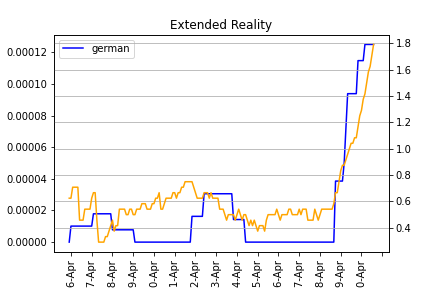 Extended Reality
german
0.00012
0.00010
0.00008
0.00006
0.00004
0.00002
0.00000
1.8
1.6
1.4
1.2
1.0
0.8
0.6
0.4
6-Apr
7-Apr
8-Apr
9-Apr
0-Apr
1-Apr
2-Apr
3-Apr
4-Apr
5-Apr
6-Apr
7-Apr
8-Apr
9-Apr
0-Apr